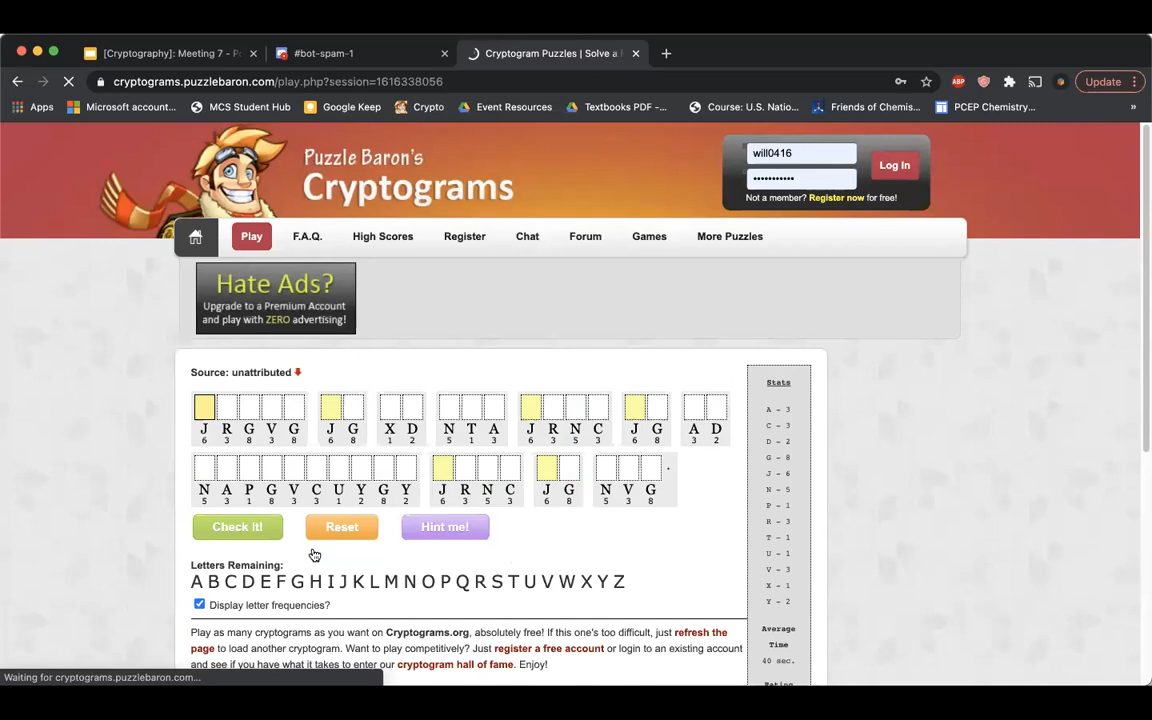 [Cryptography]: Meeting 7 - Po
#bot-spam-1
Cryptogram Puzzles | Solve a
cryptograms.puzzlebaron.com/play.php?session=1616338056
ABP
Update
Apps
Microsoft account...
MCS Student Hub
Google Keep
Crypto
Event Resources
Textbooks PDF -...
Course: U.S. Natio...
Friends of Chemis...
PCEP Chemistry...
»
Puzzle Baron's
Cryptograms
will0416
•••••••••••
Log In
Not a member? Register now for free!
Play
F.A.Q.
High Scores
Register
Chat
Forum
Games
More Puzzles
Hate Ads?
Upgrade to a Premium Account
and play with ZERO advertising!
Source: unattributed
J R G V G J G X D N T A J R N C J G A D
6 3 8 3 8 6 8 1 2 5 1 3 6 3 5 3 6 8 3 2
N A P G V C U Y G Y J R N C J G N V G .
5 3 1 8 3 3 1 2 8 2 6 3 5 3 6 8 5 3 8
Check It!
Reset
Hint me!
Letters Remaining:
A B C D E F G H I J K L M N O P Q R S T U V W X Y Z
Display letter frequencies?
Play as many cryptograms as you want on Cryptograms.org, absolutely free! If this one's too difficult, just refresh the
page to load another cryptogram. Want to play competitively? Just register a free account or login to an existing account
and see if you have what it takes to enter our cryptogram hall of fame. Enjoy!
Stats
A - 3
C - 3
D - 2
G - 8
J - 6
N - 5
P - 1
R - 3
T - 1
U - 1
V - 3
X - 1
Y - 2
Average
Time
40 sec.
Waiting for cryptograms.puzzlebaron.com...